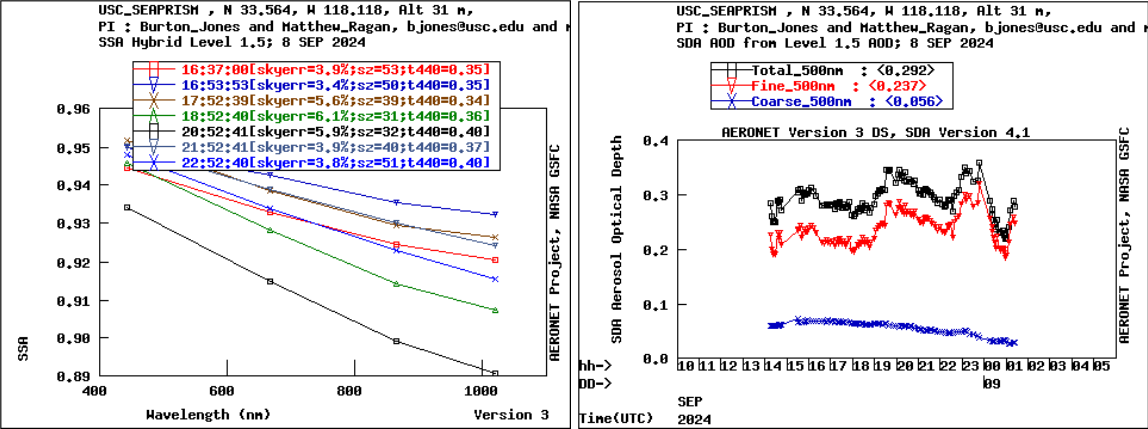 USC_SEAPRISM , N 33.564, W 118.118, Alt 31 m,
PI : Burton_Jones and Matthew_Ragan, bjones@usc.edu and
SSA Hybrid Level 1.5; 8 SEP 2024
16:37:00[skyerr=3.9%;sz=53;t440=0.35]
16:53:53[skyerr=3.4%;sz=50;t440=0.35]
17:52:39[skyerr=5.6%;sz=39;t440=0.34]
18:52:40[skyerr=6.1%;sz=31;t440=0.36]
20:52:41[skyerr=5.9%;sz=32;t440=0.40]
21:52:41[skyerr=3.9%;sz=40;t440=0.37]
22:52:40[skyerr=3.8%;sz=51;t440=0.40]
0.96
0.95
0.94
0.93
0.92
0.91
0.90
0.89
SSA
400
600
800
1000
Wavelength (nm)
Version 3
AERONET Project, NASA GSFC
USC_SEAPRISM , N 33.564, W 118.118, Alt 31 m,
PI : Burton_Jones and Matthew_Ragan, bjones@usc.edu and
SDA AOD from Level 1.5 AOD; 8 SEP 2024
Total_500nm : <0.292>
Fine_500nm : <0.237>
Coarse_500nm : <0.056>
AERONET Version 3 DS, SDA Version 4.1
0.4
0.3
0.2
0.1
0.0
SDA Aerosol Optical Depth
AERONET Project, NASA GSFC
hh-> 10 11 12 13 14 15 16 17 18 19 20 21 22 23 00 01 02 03 04 05
DD-> 09
SEP
Time(UTC) 2024